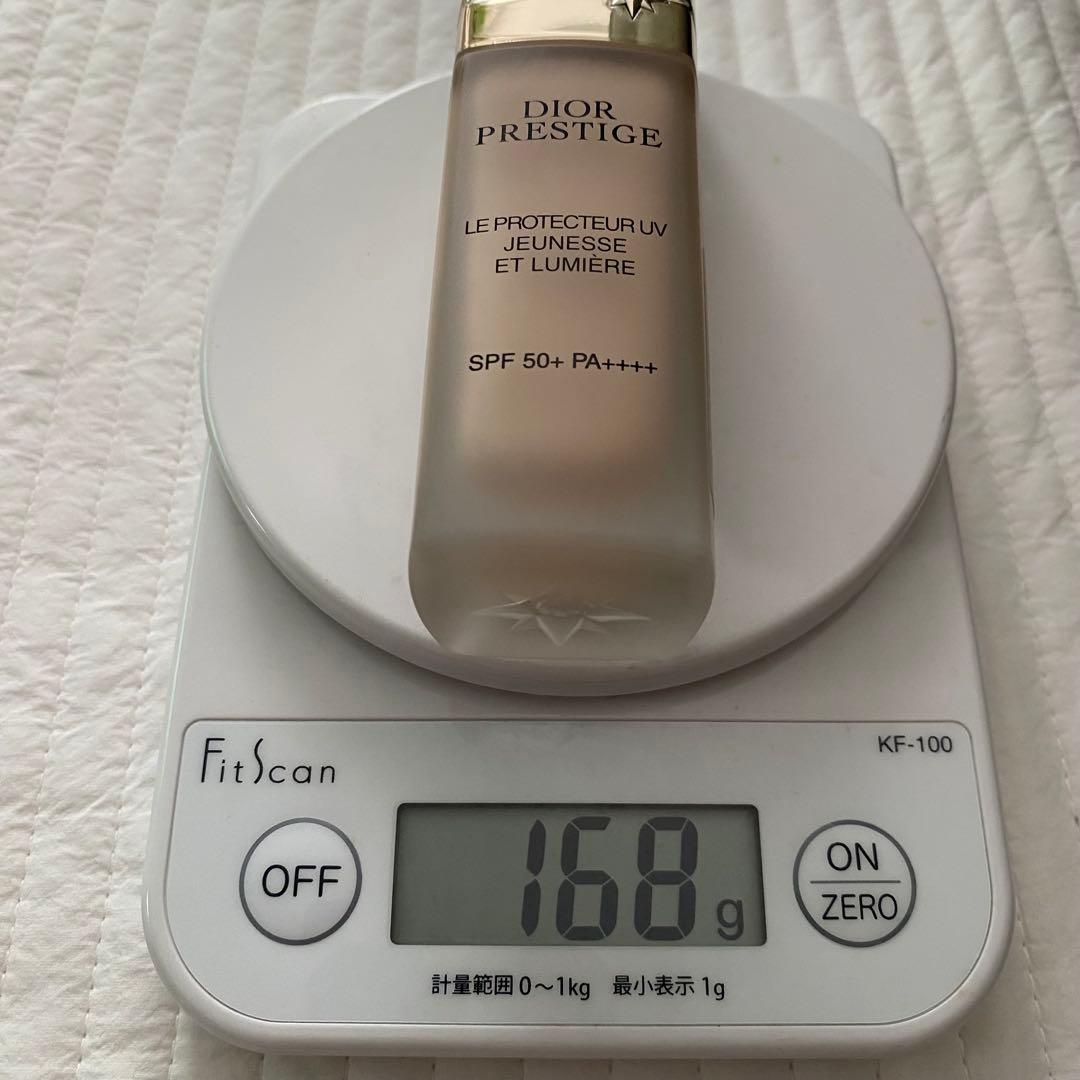 DIOR
PRESTIGE
LE PROTECTEUR UV
JEUNESSE
ET LUMIÈRE
SPF 50+ PA++++
FitScan
KF-100
OFF
168 g
ON
ZERO
計量範囲 0～1kg 最小表示 1g